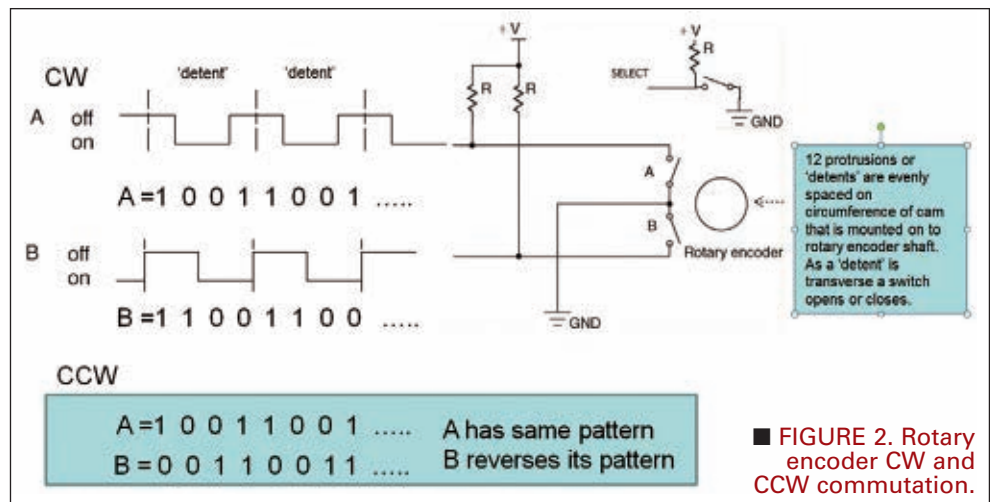 CW
'detent' 'detent'
A off
on
A =1 0 0 1 1 0 0 1 .....
B off
on
B =1 1 0 0 1 1 0 0 .....
+V
R R
A
B
Rotary encoder
GND
+V
R
SELECT
GND
12 protrusions or
'detents' are evenly
spaced on
circumference of cam
that is mounted on to
rotary encoder shaft.
As a 'detent' is
transverse a switch
opens or closes.
CCW
A =1 0 0 1 1 0 0 1 ..... A has same pattern
B = 0 0 1 1 0 0 1 1 ..... B reverses its pattern
■ FIGURE 2. Rotary
encoder CW and
CCW commutation.